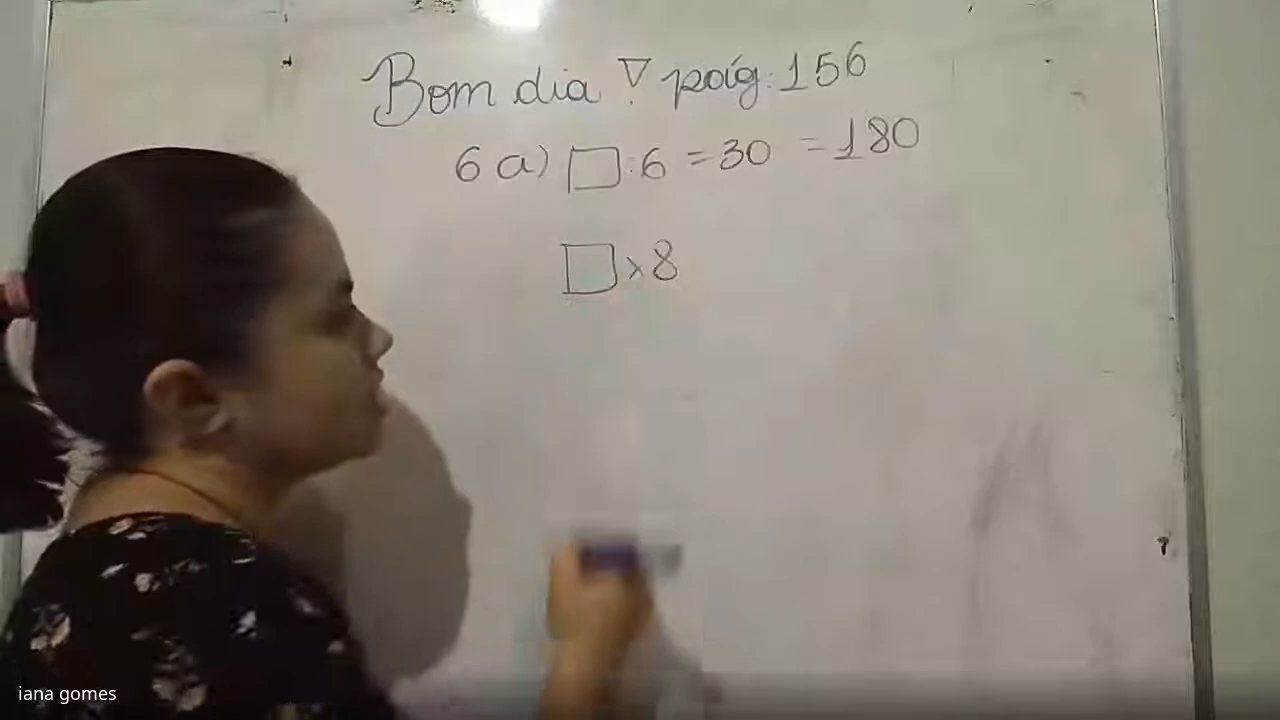 Bom dia ! pág: 156
6 a) □ : 6 = 30 = 180
□ x 8
iana gomes